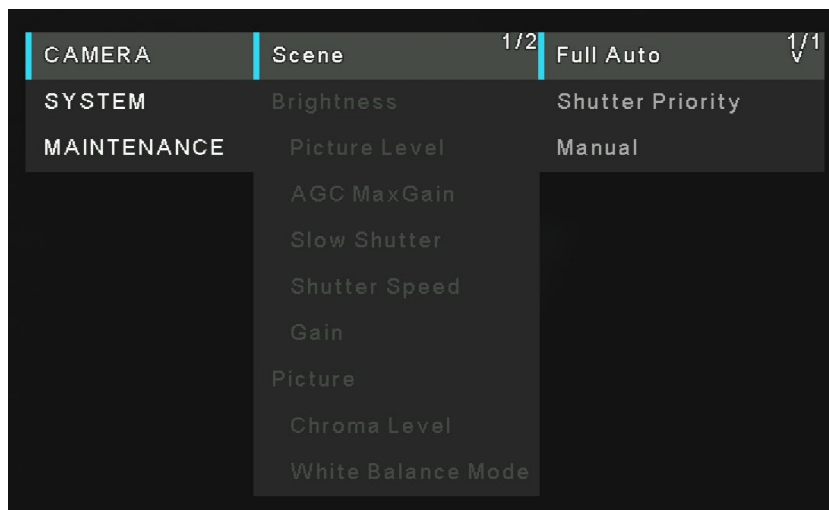 CAMERA
SYSTEM
MAINTENANCE
Scene 1/2
Brightness
Picture Level
AGC MaxGain
Slow Shutter
Shutter Speed
Gain
Picture
Chroma Level
White Balance Mode
Full Auto 1/1
Shutter Priority
Manual